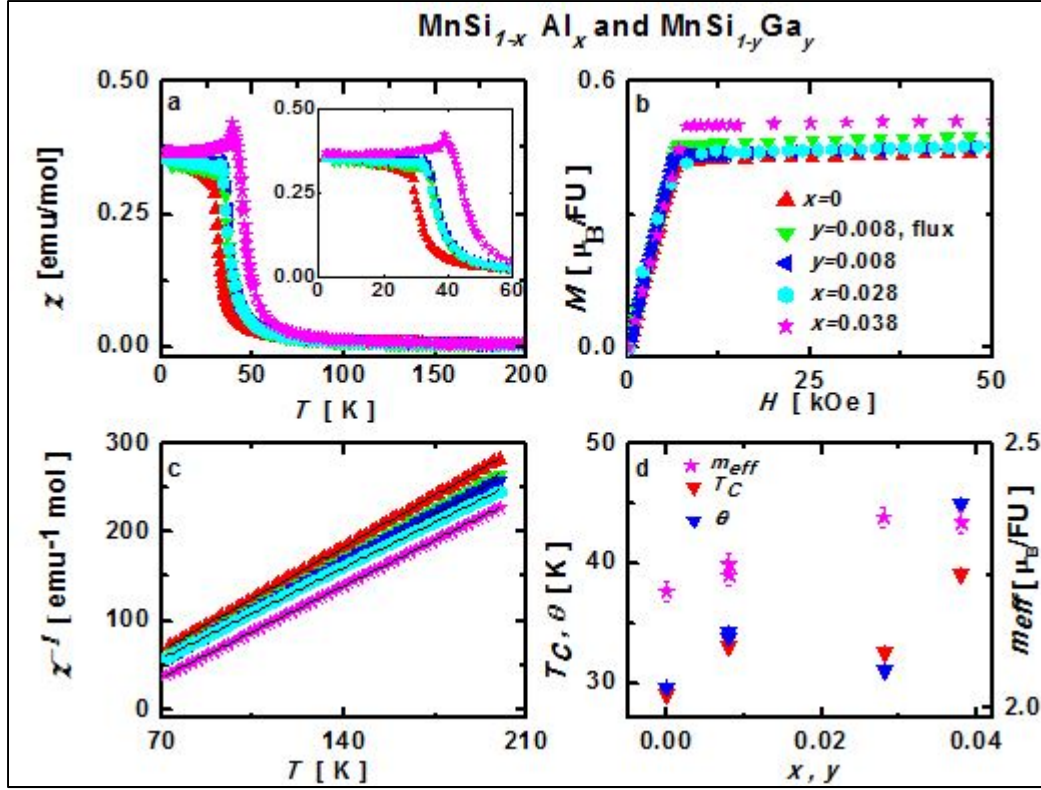 MnSi1-x Alx and MnSi1-yGay
a
χ [emu/mol]
0.50
0.25
0.00
0.50
0.25
0.00
0 20 40 60
0 50 100 150 200
T [ K ]
b
M [ μB/FU ]
0.6
0.0
x=0
y=0.008, flux
y=0.008
x=0.028
x=0.038
0 25 50
H [ kOe ]
c
χ-1 [ emu-1 mol ]
300
200
100
0
70 140 210
T [ K ]
d
TC, θ [ K ]
50
40
30
meff
TC
θ
2.5
2.0
meff [ μB/FU ]
0.00 0.02 0.04
x , y